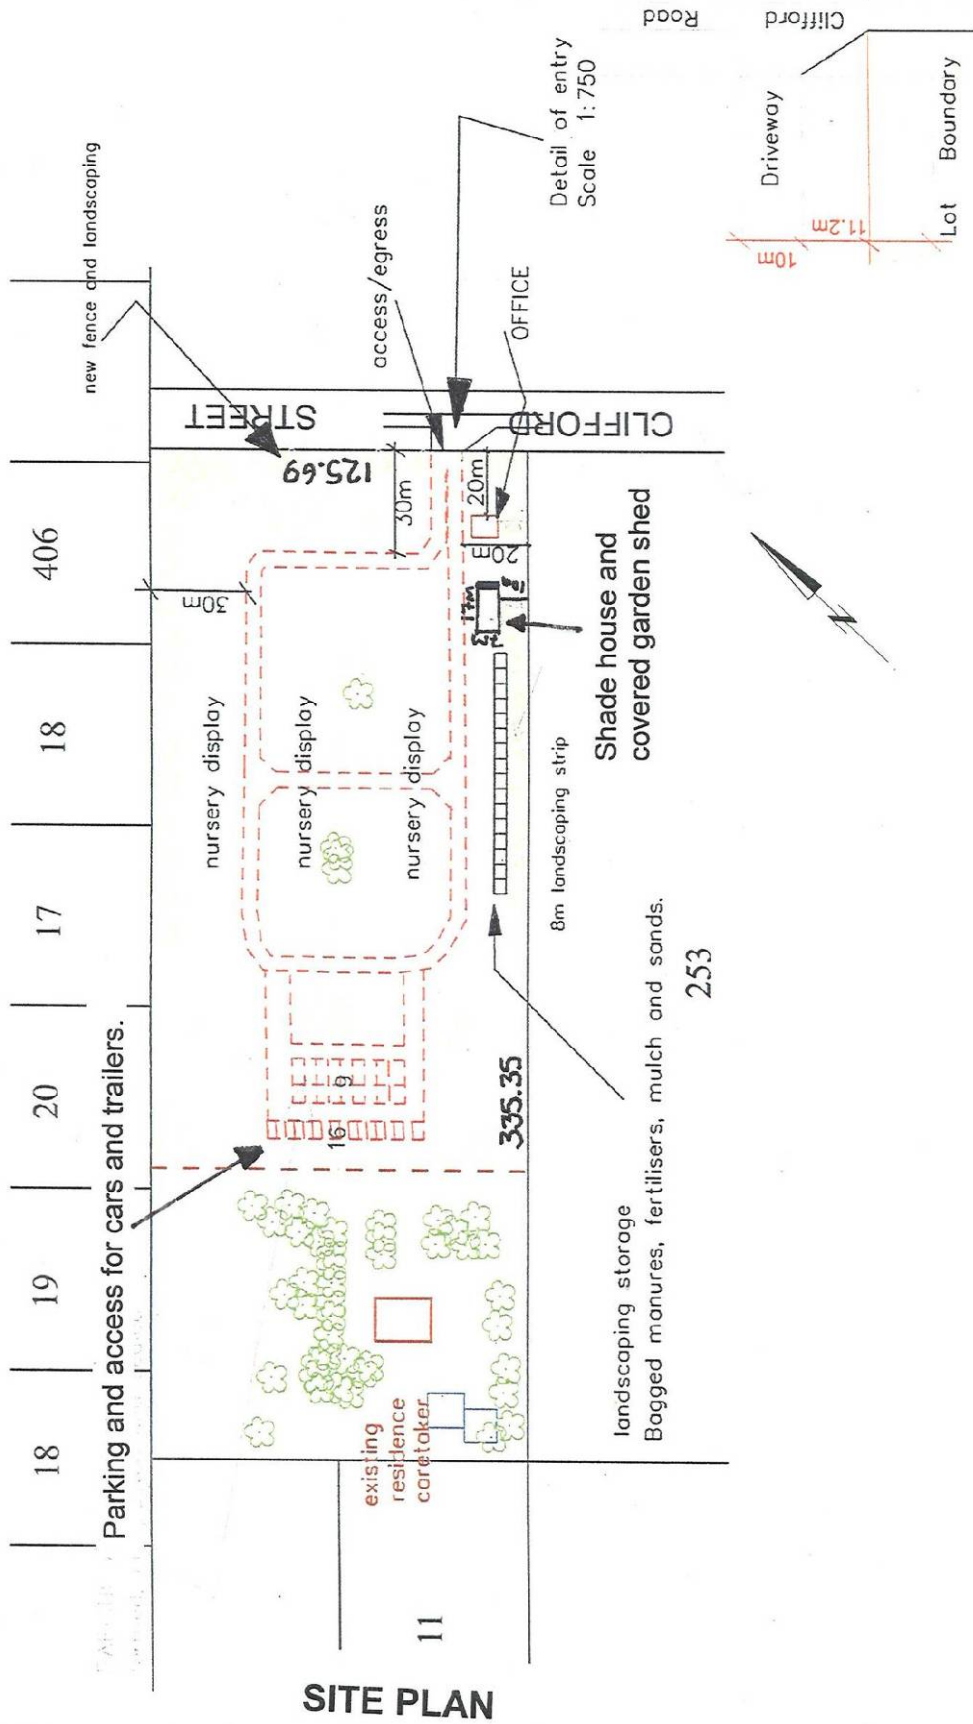 SITE PLAN
18
19
20
17
18
406
11
253
Parking and access for cars and trailers.
new fence and landscaping
125.69
STREET
CLIFFORD
30m
30m
20m
20m
access/egress
OFFICE
Detail of entry
Scale 1:750
nursery display
nursery display
nursery display
17m
Shade house and
covered garden shed
8m landscaping strip
16
9
335.35
existing
residence
caretaker
landscaping storage
Bagged manures, fertilisers, mulch and sands.
N
Clifford Road
Driveway
10m
11.2m
Lot Boundary